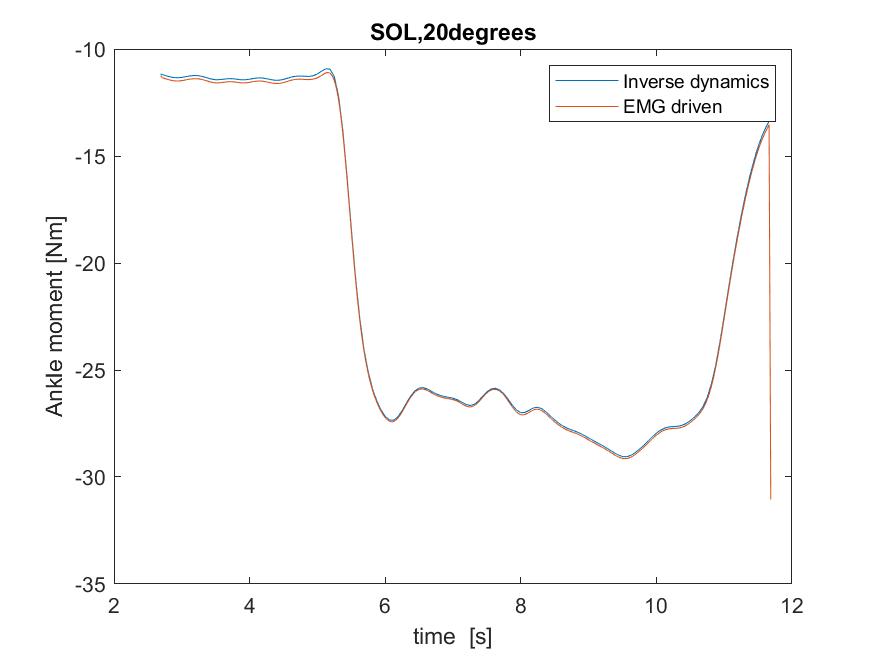 SOL,20degrees
-10
Inverse dynamics
EMG driven
-15
-20
-25
-30
-35
Ankle moment [Nm]
2 4 6 8 10 12
time [s]